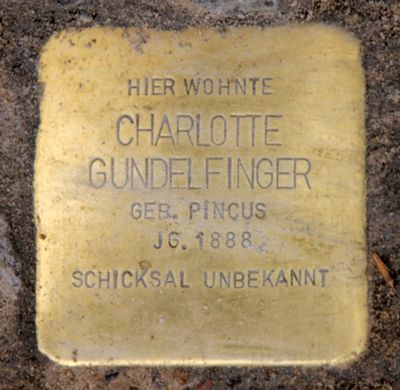 HIER WOHNTE
CHARLOTTE
GUNDELFINGER
GEB. PINCUS
JG. 1888
SCHICKSAL UNBEKANNT